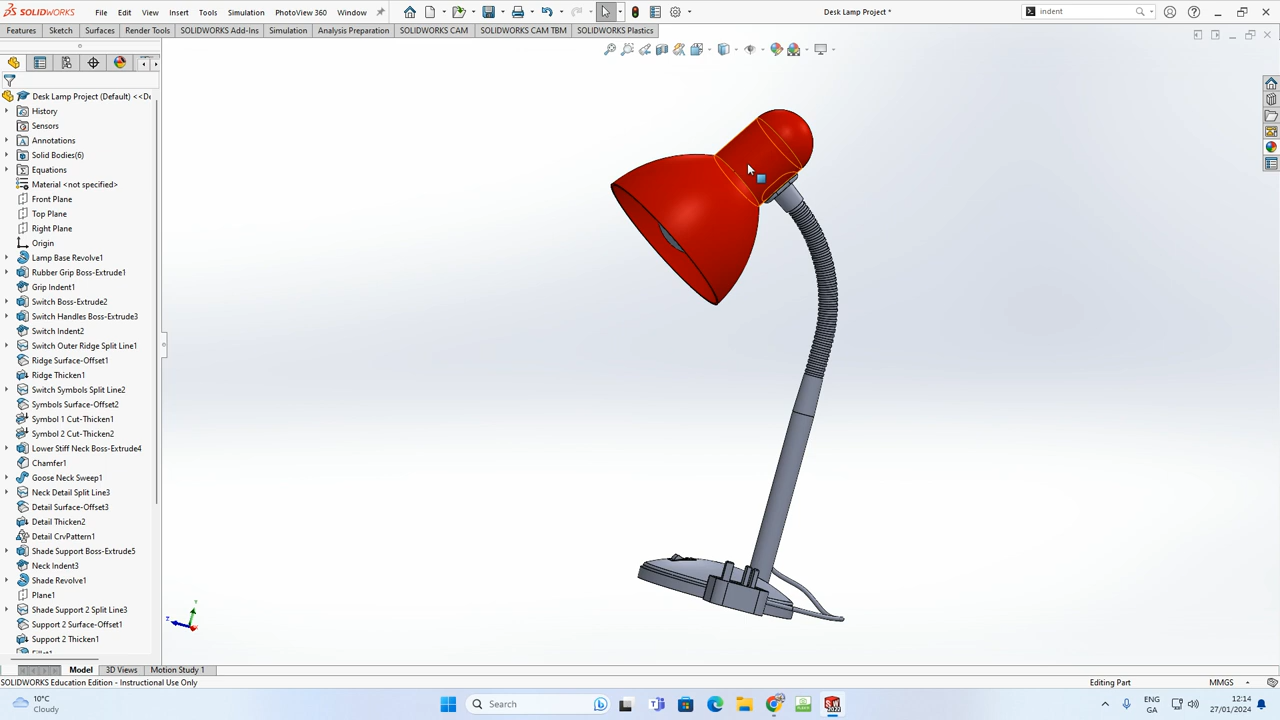 SOLIDWORKS File Edit View Insert Tools Simulation PhotoView 360 Window Desk Lamp Project * indent
Features Sketch Surfaces Render Tools SOLIDWORKS Add-Ins Simulation Analysis Preparation SOLIDWORKS CAM SOLIDWORKS CAM TBM SOLIDWORKS Plastics
Desk Lamp Project (Default) <<De
History
Sensors
Annotations
Solid Bodies(6)
Equations
Material <not specified>
Front Plane
Top Plane
Right Plane
Origin
Lamp Base Revolve1
Rubber Grip Boss-Extrude1
Grip Indent1
Switch Boss-Extrude2
Switch Handles Boss-Extrude3
Switch Indent2
Switch Outer Ridge Split Line1
Ridge Surface-Offset1
Ridge Thicken1
Switch Symbols Split Line2
Symbols Surface-Offset2
Symbol 1 Cut-Thicken1
Symbol 2 Cut-Thicken2
Lower Stiff Neck Boss-Extrude4
Chamfer1
Goose Neck Sweep1
Neck Detail Split Line3
Detail Surface-Offset3
Detail Thicken2
Detail CrvPattern1
Shade Support Boss-Extrude5
Neck Indent3
Shade Revolve1
Plane1
Shade Support 2 Split Line3
Support 2 Surface-Offset1
Support 2 Thicken1
Model 3D Views Motion Study 1
SOLIDWORKS Education Edition - Instructional Use Only Editing Part MMGS
10°C
Cloudy
Search
ENG
GA
12:14
27/01/2024